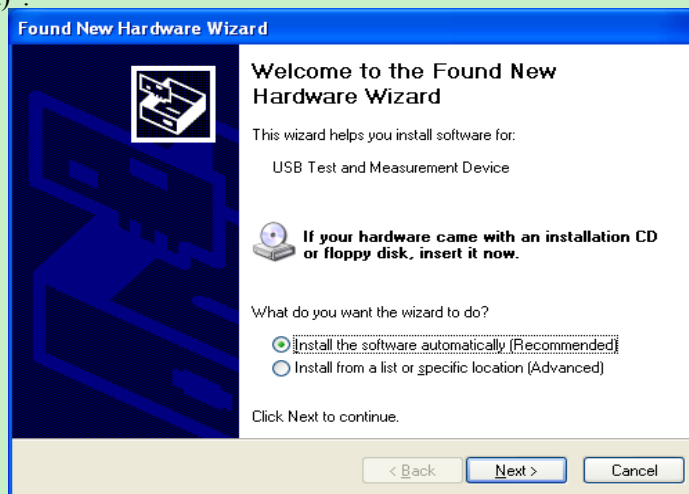 ) .
Found New Hardware Wizard
Welcome to the Found New
Hardware Wizard
This wizard helps you install software for:
USB Test and Measurement Device
If your hardware came with an installation CD
or floppy disk, insert it now.
What do you want the wizard to do?
Install the software automatically (Recommended)
Install from a list or specific location (Advanced)
Click Next to continue.
< Back Next > Cancel